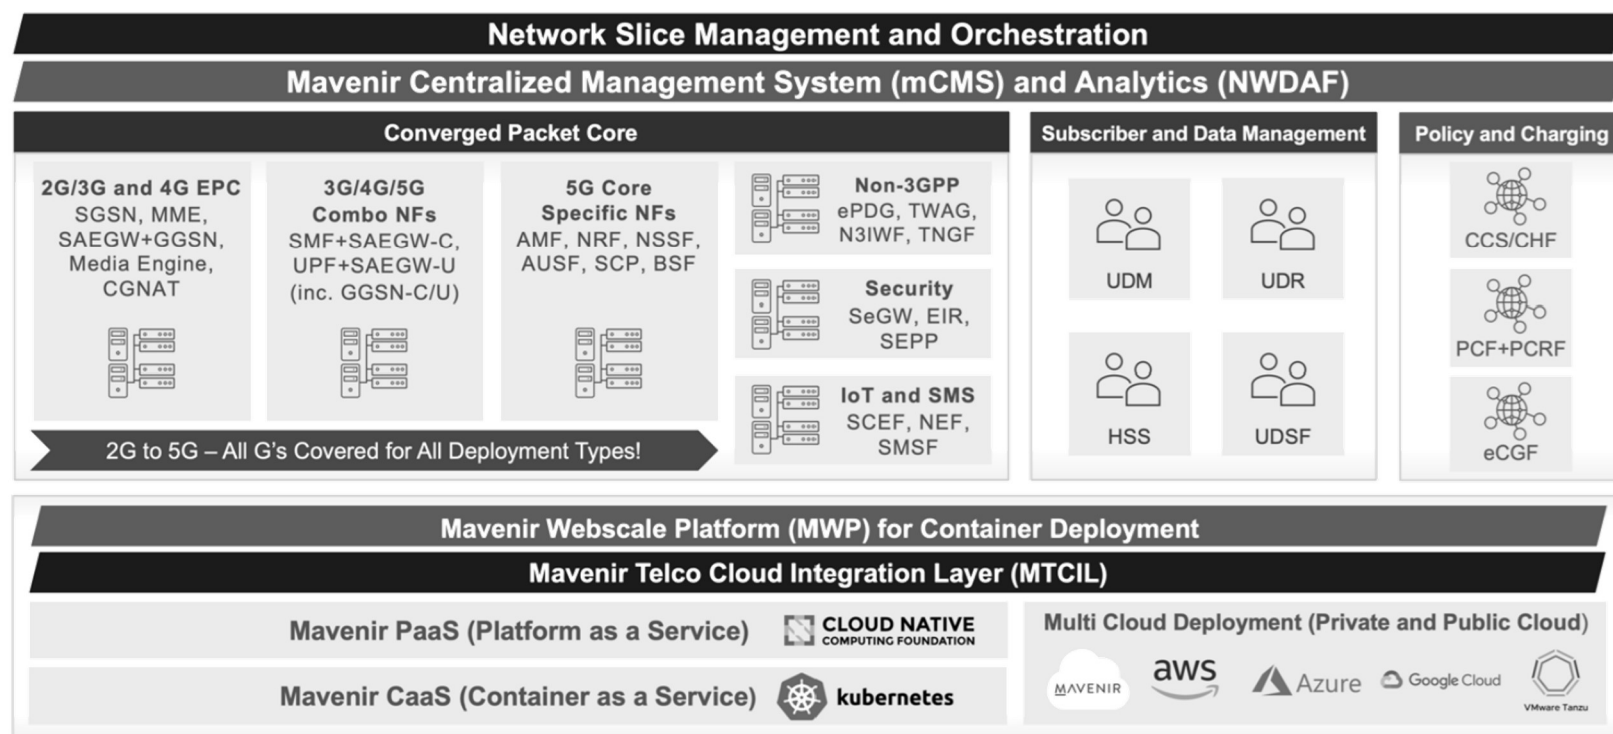 Network Slice Management and Orchestration
Mavenir Centralized Management System (mCMS) and Analytics (NWDAF)
Converged Packet Core
2G/3G and 4G EPC
SGSN, MME,
SAEGW+GGSN,
Media Engine,
CGNAT
3G/4G/5G
Combo NFs
SMF+SAEGW-C,
UPF+SAEGW-U
(inc. GGSN-C/U)
5G Core
Specific NFs
AMF, NRF, NSSF,
AUSF, SCP, BSF
Non-3GPP
ePDG, TWAG,
N3IWF, TNGF
Security
SeGW, EIR,
SEPP
IoT and SMS
SCEF, NEF,
SMSF
2G to 5G – All G's Covered for All Deployment Types!
Subscriber and Data Management
UDM
UDR
HSS
UDSF
Policy and Charging
CCS/CHF
PCF+PCRF
eCGF
Mavenir Webscale Platform (MWP) for Container Deployment
Mavenir Telco Cloud Integration Layer (MTCIL)
Mavenir PaaS (Platform as a Service)
CLOUD NATIVE
COMPUTING FOUNDATION
Mavenir CaaS (Container as a Service)
kubernetes
Multi Cloud Deployment (Private and Public Cloud)
MAVENIR
aws
Azure
Google Cloud
VMware Tanzu